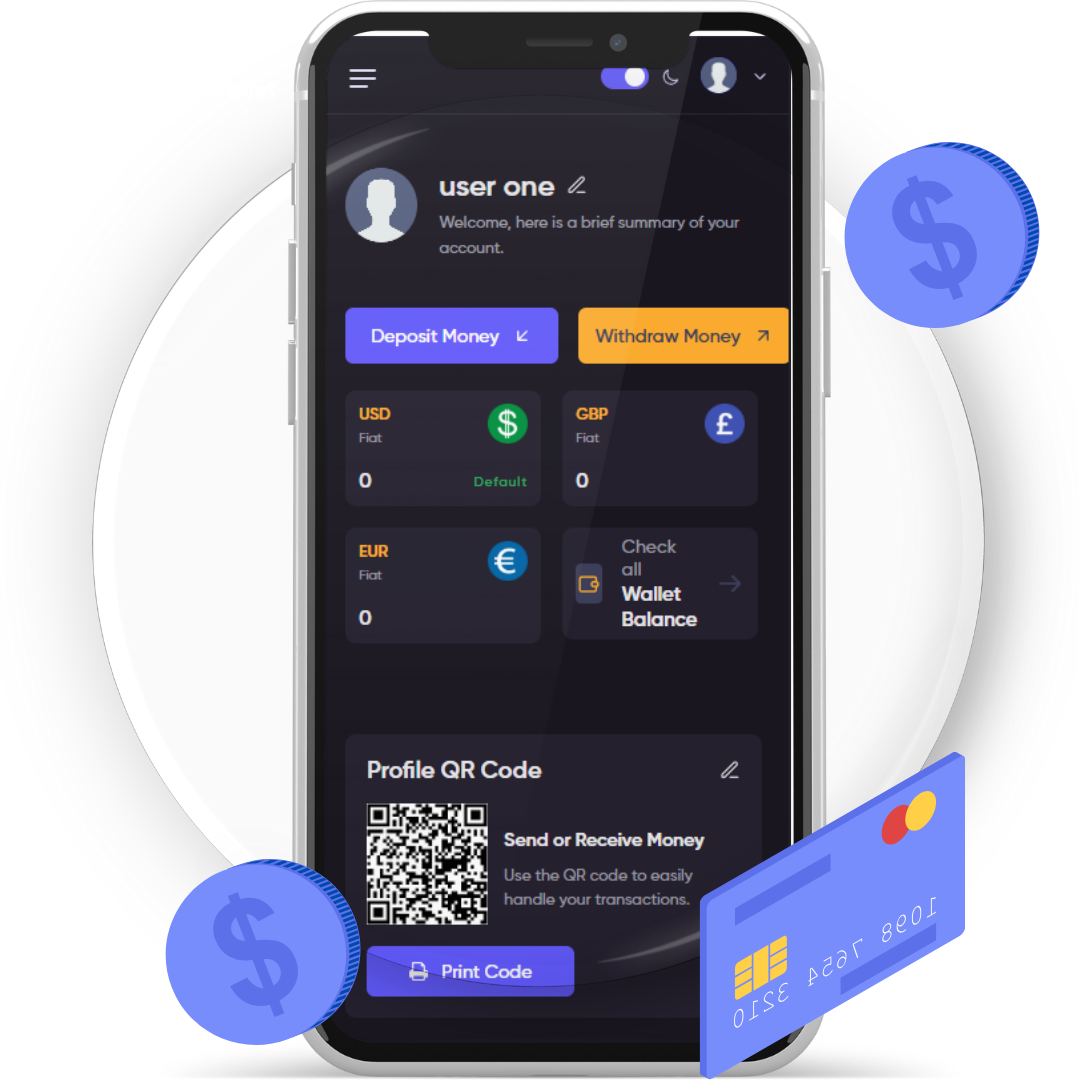 user one
Welcome, here is a brief summary of your
account.
Deposit Money
Withdraw Money
USD
Fiat
$
0
Default
GBP
Fiat
£
0
EUR
Fiat
€
0
Check
all
Wallet
Balance
Profile QR Code
Send or Receive Money
Use the QR code to easily
handle your transactions.
Print Code
$
$
0123 4567 8901